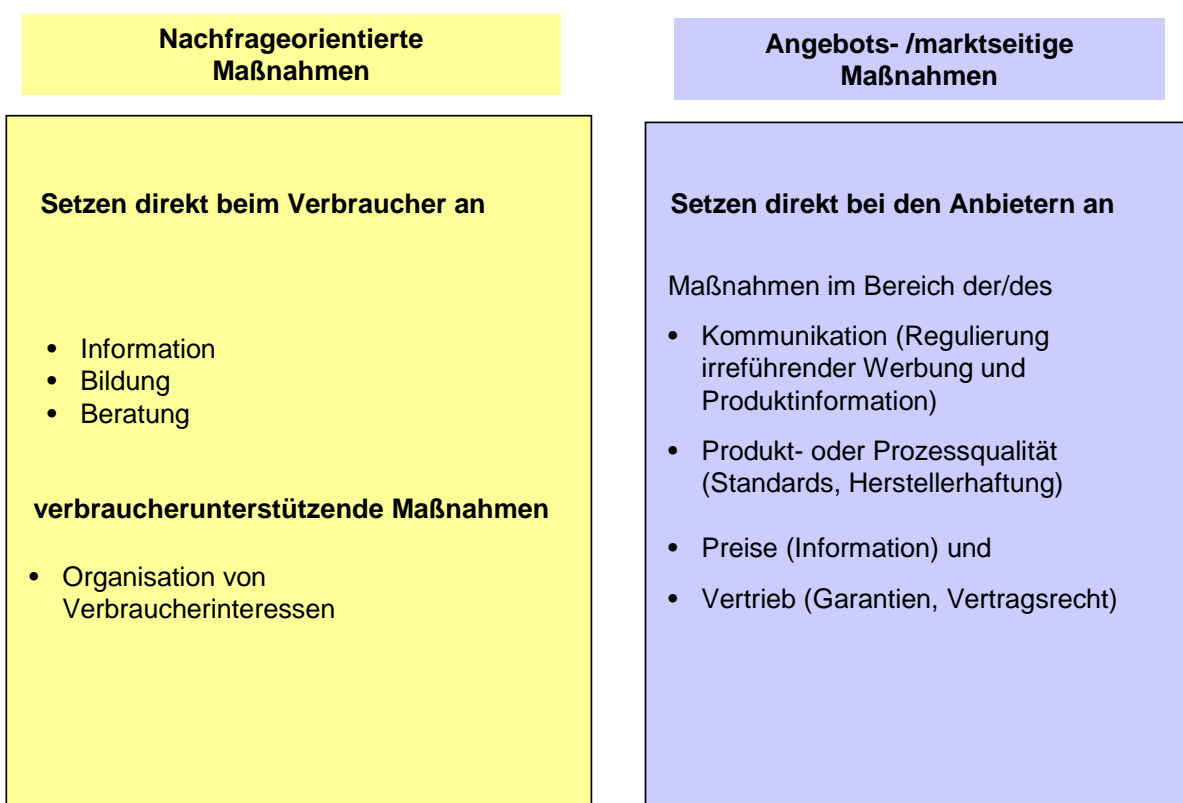 Nachfrageorientierte
Maßnahmen
Setzen direkt beim Verbraucher an
• Information
• Bildung
• Beratung
verbraucherunterstützende Maßnahmen
• Organisation von
Verbraucherinteressen
Angebots- /marktseitige
Maßnahmen
Setzen direkt bei den Anbietern an
Maßnahmen im Bereich der/des
• Kommunikation (Regulierung
irreführender Werbung und
Produktinformation)
• Produkt- oder Prozessqualität
(Standards, Herstellerhaftung)
• Preise (Information) und
• Vertrieb (Garantien, Vertragsrecht)